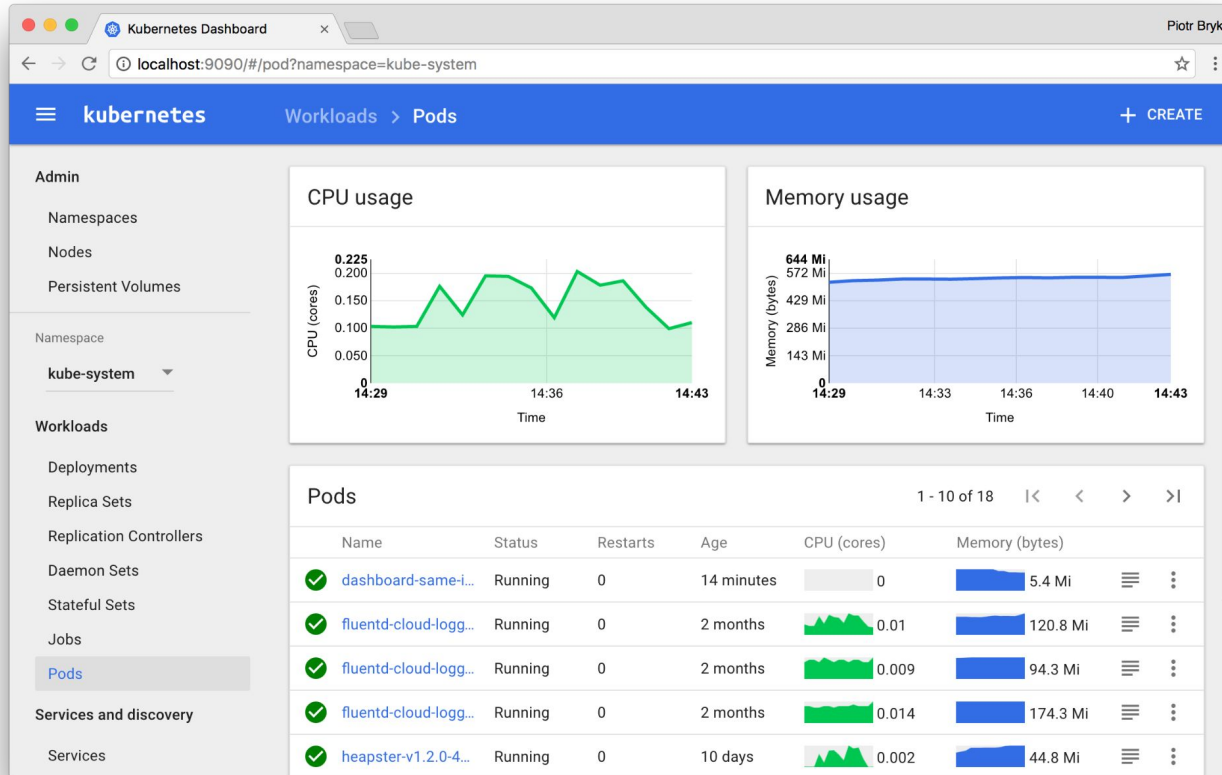 Kubernetes Dashboard
Piotr Bryk
localhost:9090/#/pod?namespace=kube-system
kubernetes
Workloads > Pods
+ CREATE
Admin
Namespaces
Nodes
Persistent Volumes
Namespace
kube-system
Workloads
Deployments
Replica Sets
Replication Controllers
Daemon Sets
Stateful Sets
Jobs
Pods
Services and discovery
Services
CPU usage
CPU (cores)
0.225
0.200
0.150
0.100
0.050
0
14:29 14:36 14:43
Time
Memory usage
Memory (bytes)
644 Mi
572 Mi
429 Mi
286 Mi
143 Mi
0
14:29 14:33 14:36 14:40 14:43
Time
Pods
1 - 10 of 18
Name Status Restarts Age CPU (cores) Memory (bytes)
dashboard-same-i... Running 0 14 minutes 0 5.4 Mi
fluentd-cloud-logg... Running 0 2 months 0.01 120.8 Mi
fluentd-cloud-logg... Running 0 2 months 0.009 94.3 Mi
fluentd-cloud-logg... Running 0 2 months 0.014 174.3 Mi
heapster-v1.2.0-4... Running 0 10 days 0.002 44.8 Mi